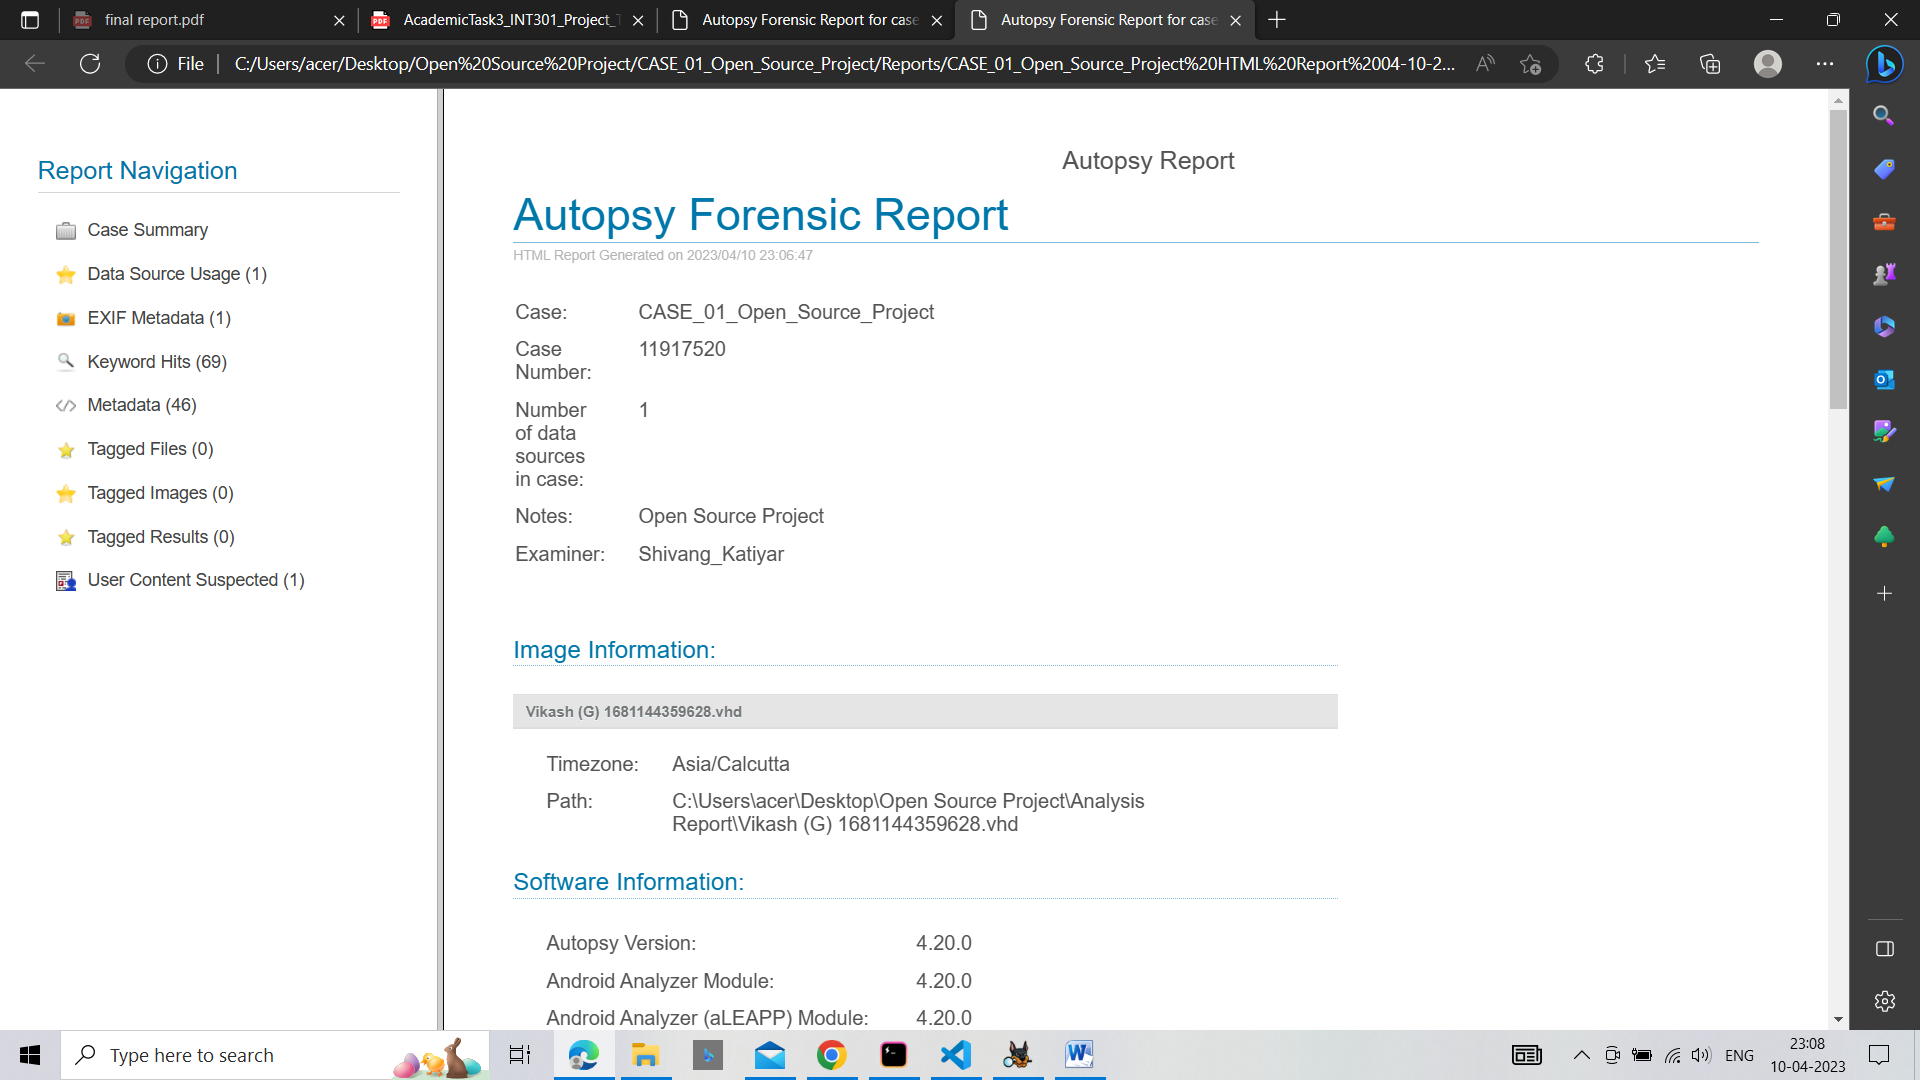 final report.pdf
AcademicTask3_INT301_Project_
Autopsy Forensic Report for case
Autopsy Forensic Report for case
File
C:/Users/acer/Desktop/Open%20Source%20Project/CASE_01_Open_Source_Project/Reports/CASE_01_Open_Source_Project%20HTML%20Report%2004-10-2...
Report Navigation
Case Summary
Data Source Usage (1)
EXIF Metadata (1)
Keyword Hits (69)
Metadata (46)
Tagged Files (0)
Tagged Images (0)
Tagged Results (0)
User Content Suspected (1)
Autopsy Report
Autopsy Forensic Report
HTML Report Generated on 2023/04/10 23:06:47
Case: CASE_01_Open_Source_Project
Case 11917520
Number:
Number 1
of data
sources
in case:
Notes: Open Source Project
Examiner: Shivang_Katiyar
Image Information:
Vikash (G) 1681144359628.vhd
Timezone: Asia/Calcutta
Path: C:\Users\acer\Desktop\Open Source Project\Analysis
Report\Vikash (G) 1681144359628.vhd
Software Information:
Autopsy Version: 4.20.0
Android Analyzer Module: 4.20.0
Android Analyzer (aLEAPP) Module: 4.20.0
Type here to search
ENG
23:08
10-04-2023